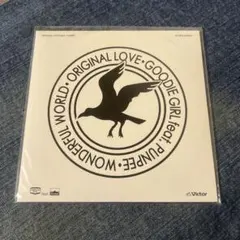 WONDERFUL WORLD • ORIGINAL LOVE • GOODIE GIRL feat PUNPEE •
Victor